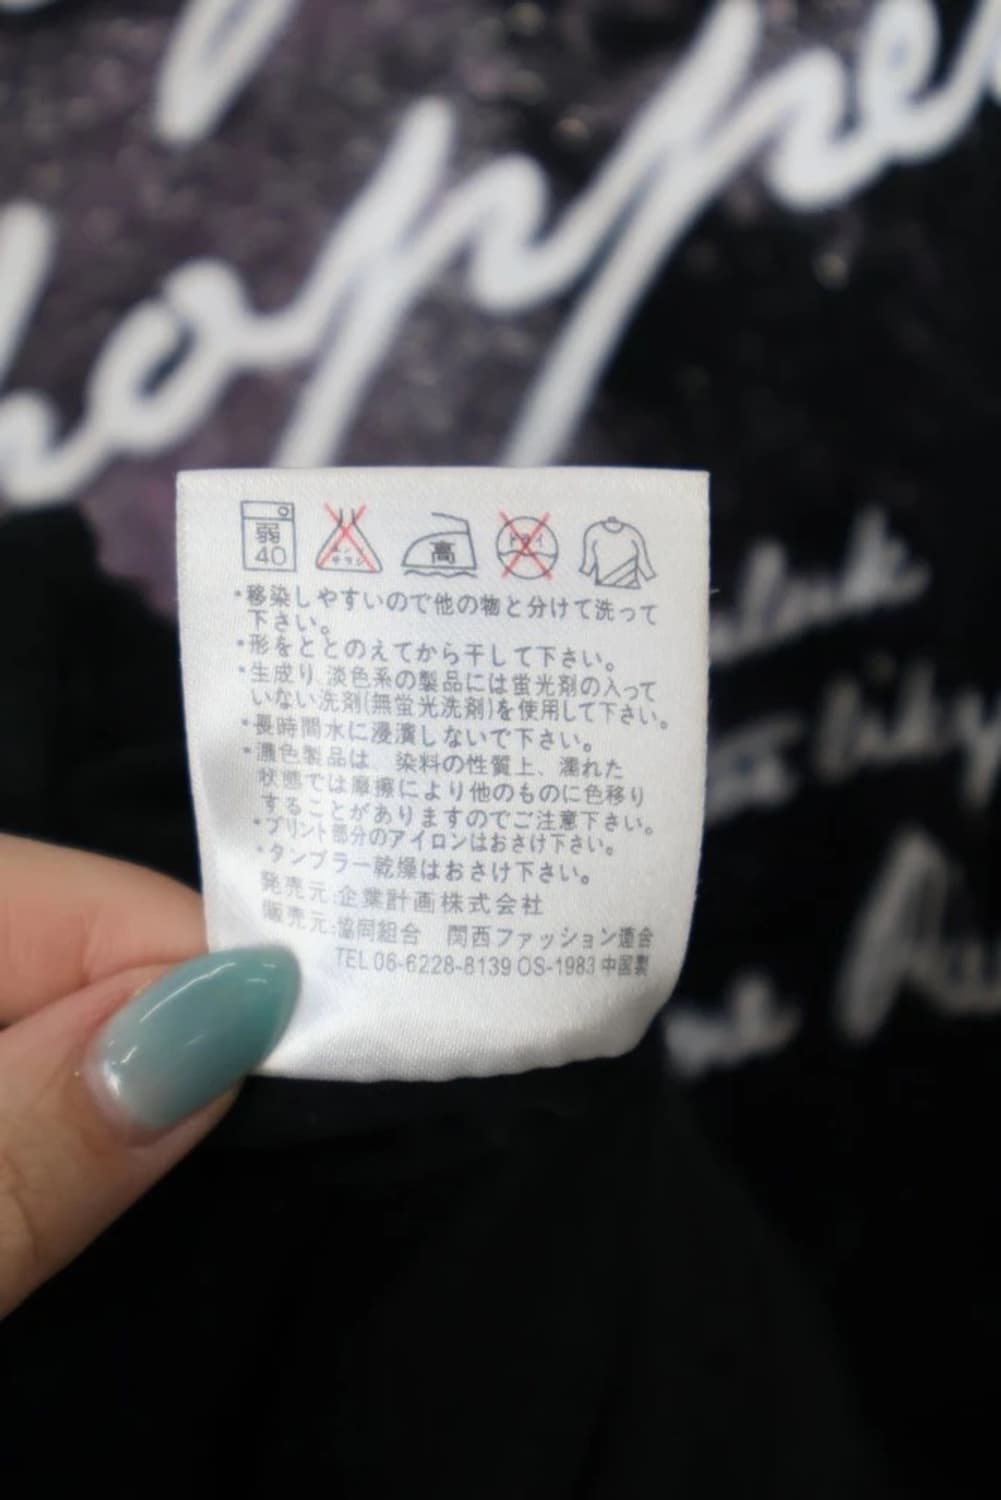 hoppe
弱
40
エンソ
サラシ
高
ドライ
・移染しやすいので他の物と分けて洗って
下さい。
・形をととのえてから干して下さい。
・生成り、淡色系の製品には蛍光剤の入って
いない洗剤(無蛍光洗剤)を使用して下さい。
・長時間水に浸漬しないで下さい。
・濃色製品は、染料の性質上、濡れた
状態では摩擦により他のものに色移り
することがありますのでご注意下さい。
・プリント部分のアイロンはおさけ下さい。
・タンブラー乾燥はおさけ下さい。
発売元:企業計画株式会社
販売元:協同組合 関西ファッション連合
TEL 06-6228-8139 OS-1983 中国製